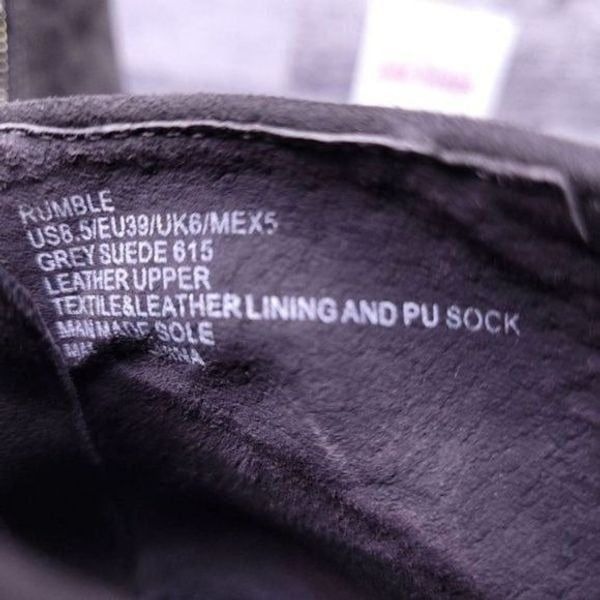 RUMBLE
US8.5/EU39/UK6/MEX5
GREY SUEDE 615
LEATHER UPPER
TEXTILE&LEATHER LINING AND PU SOCK
MAN MADE SOLE